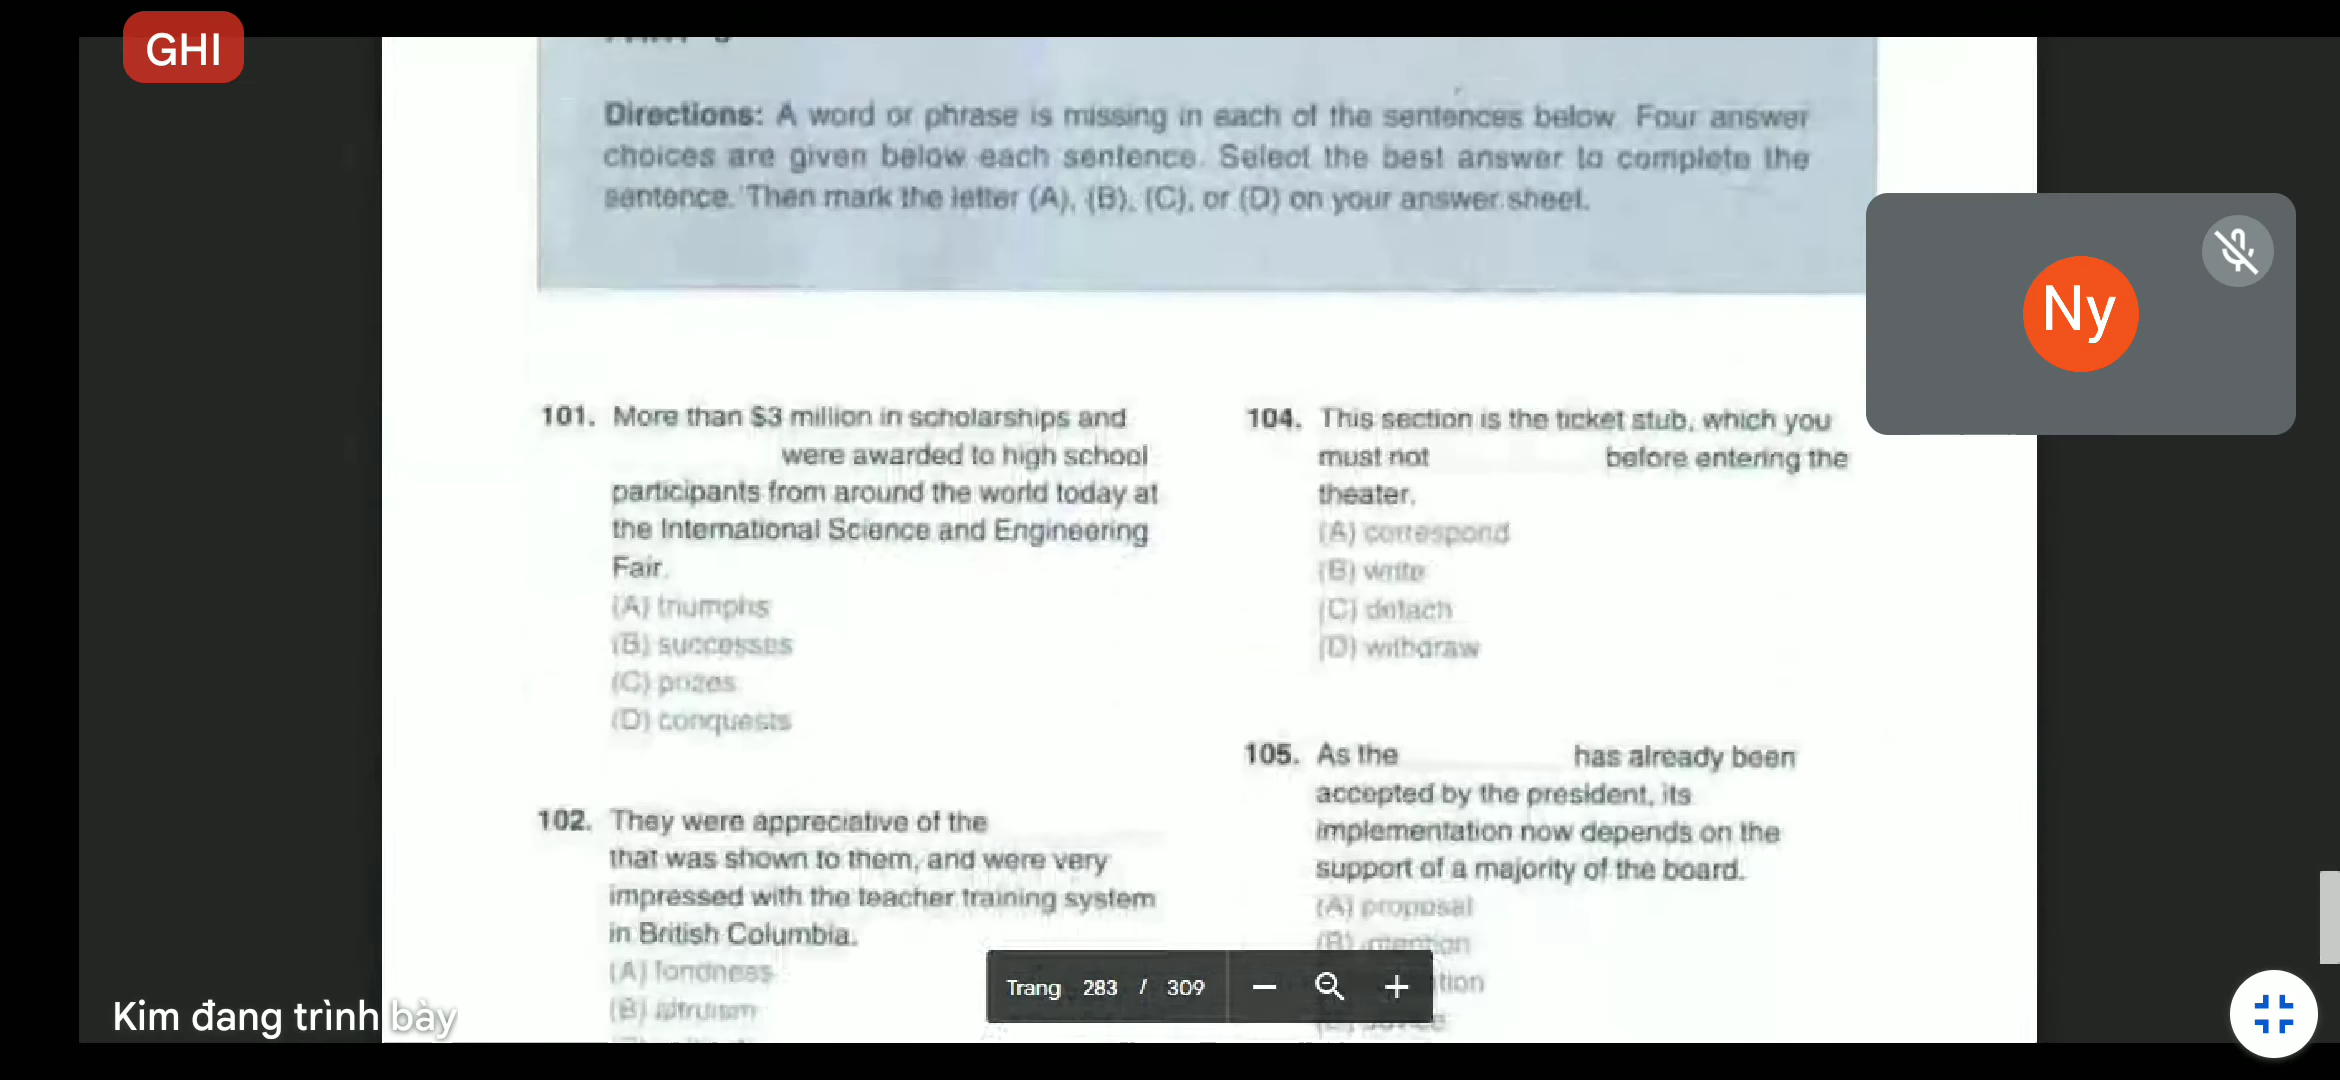 GHI
Directions: A word or phrase is missing in each of the sentences below. Four answer
choices are given below each sentence. Select the best answer to complete the
sentence. Then mark the letter (A), (B), (C), or (D) on your answer sheet.
Ny
101. More than $3 million in scholarships and
were awarded to high school
participants from around the world today at
the International Science and Engineering
Fair.
(A) triumphs
(B) successes
(C) prizes
(D) conquests
102. They were appreciative of the
that was shown to them, and were very
impressed with the teacher training system
in British Columbia.
(A) fondness
(B) altruism
104. This section is the ticket stub, which you
must not before entering the
theater.
(A) correspond
(B) write
(C) detach
(D) withdraw
105. As the has already been
accepted by the president, its
implementation now depends on the
support of a majority of the board.
(A) proposal
(B) intention
Trang 283 / 309
Kim đang trình bày